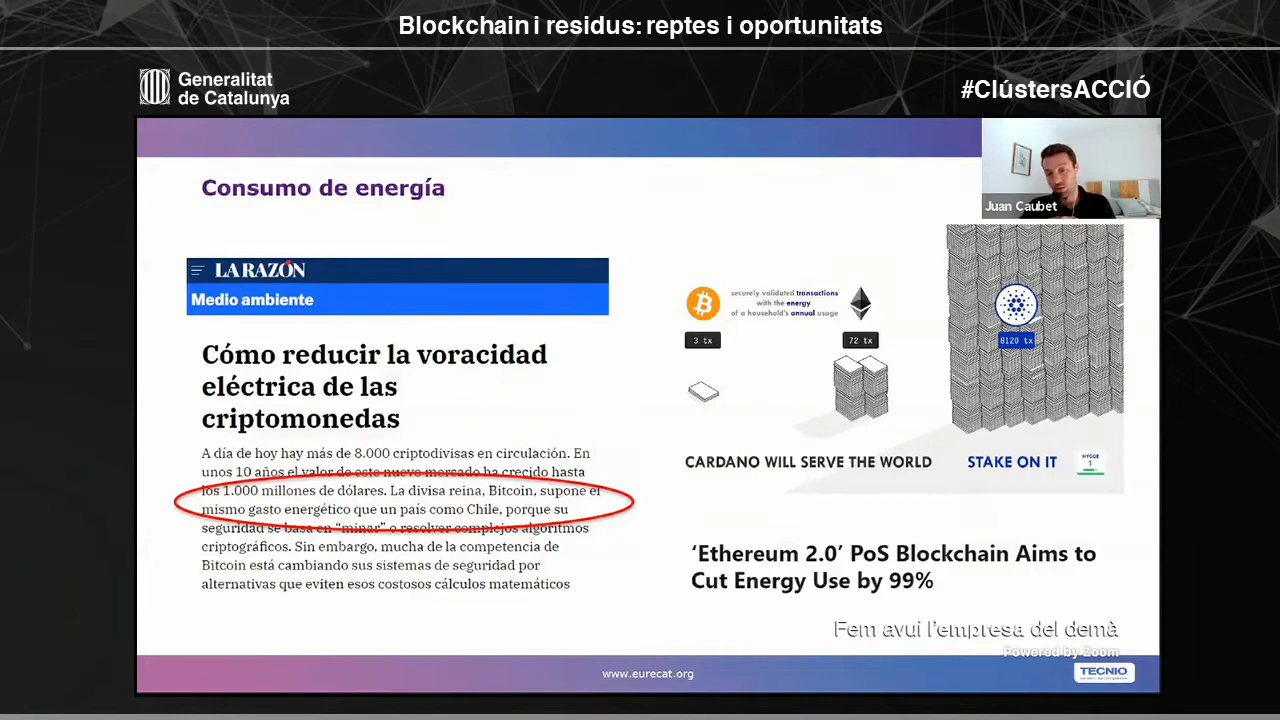 Blockchain i residus: reptes i oportunitats
Generalitat
de Catalunya
#ClústersACCIÓ
Consumo de energía
Juan Caubet
LA RAZÓN
Medio ambiente
Cómo reducir la voracidad
eléctrica de las
criptomonedas
A día de hoy hay más de 8.000 criptodivisas en circulación. En
unos 10 años el valor de este nuevo mercado ha crecido hasta
los 1.000 millones de dólares. La divisa reina, Bitcoin, supone el
mismo gasto energético que un país como Chile, porque su
seguridad se basa en “minar” o resolver complejos algoritmos
criptográficos. Sin embargo, mucha de la competencia de
Bitcoin está cambiando sus sistemas de seguridad por
alternativas que eviten esos costosos cálculos matemáticos
securely validated transactions
with the energy
of a household's annual usage
3 tx
72 tx
8120 tx
CARDANO WILL SERVE THE WORLD
STAKE ON IT
HYGGE
1
‘Ethereum 2.0’ PoS Blockchain Aims to
Cut Energy Use by 99%
Fem avui l'empresa del demà
Powered by Zoom
www.eurecat.org
TECNIO